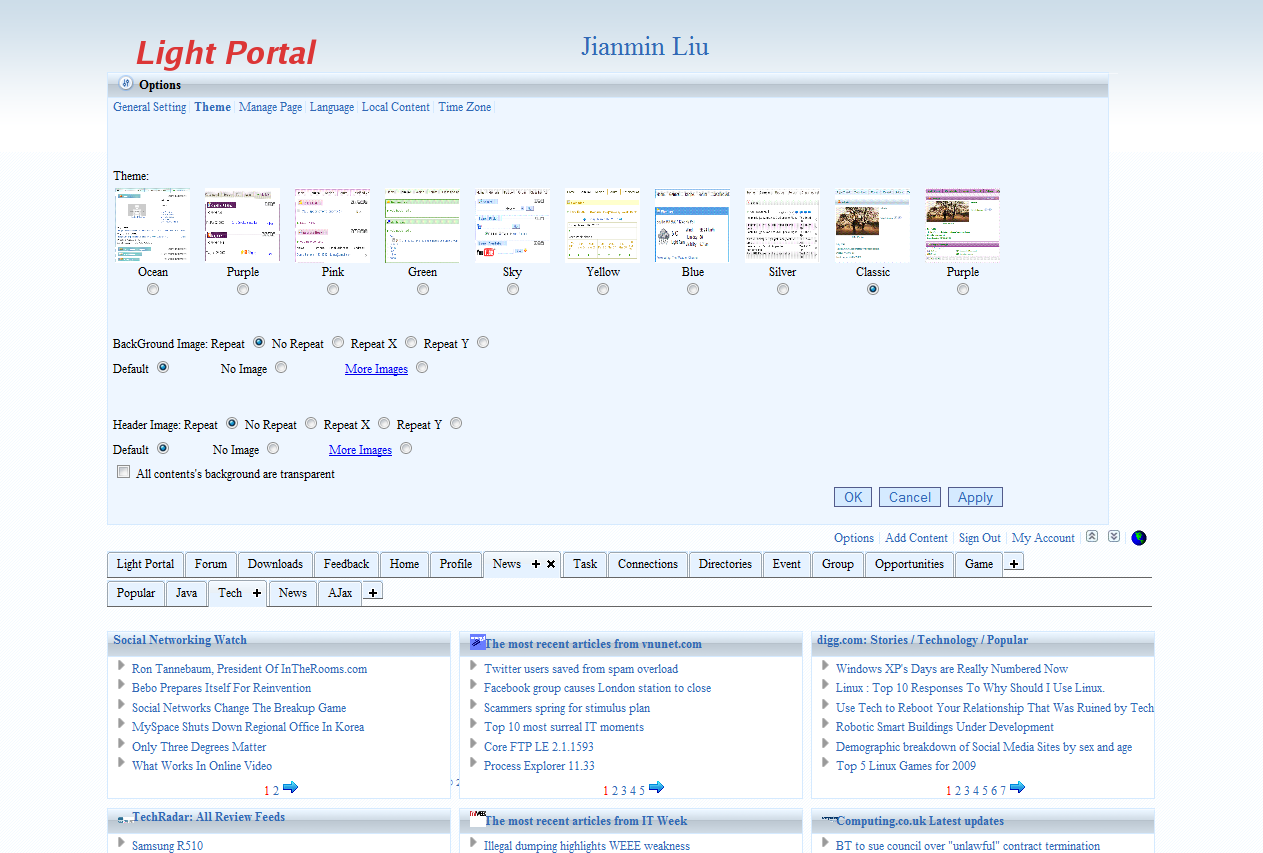 Light Portal
Jianmin Liu
Options
General Setting Theme Manage Page Language Local Content Time Zone
Theme:
Ocean Purple Pink Green Sky Yellow Blue Silver Classic Purple
BackGround Image: Repeat No Repeat Repeat X Repeat Y
Default No Image More Images
Header Image: Repeat No Repeat Repeat X Repeat Y
Default No Image More Images
All contents's background are transparent
OK Cancel Apply
Options Add Content Sign Out My Account
Light Portal Forum Downloads Feedback Home Profile News Task Connections Directories Event Group Opportunities Game
Popular Java Tech News AJax
Social Networking Watch
Ron Tannebaum, President Of InTheRooms.com
Bebo Prepares Itself For Reinvention
Social Networks Change The Breakup Game
MySpace Shuts Down Regional Office In Korea
Only Three Degrees Matter
What Works In Online Video
1 2
The most recent articles from vnunet.com
Twitter users saved from spam overload
Facebook group causes London station to close
Scammers spring for stimulus plan
Top 10 most surreal IT moments
Core FTP LE 2.1.1593
Process Explorer 11.33
1 2 3 4 5
digg.com: Stories / Technology / Popular
Windows XP's Days are Really Numbered Now
Linux : Top 10 Responses To Why Should I Use Linux.
Use Tech to Reboot Your Relationship That Was Ruined by Tech
Robotic Smart Buildings Under Development
Demographic breakdown of Social Media Sites by sex and age
Top 5 Linux Games for 2009
1 2 3 4 5 6 7
TechRadar: All Review Feeds
Samsung R510
The most recent articles from IT Week
Illegal dumping highlights WEEE weakness
Computing.co.uk Latest updates
BT to sue council over "unlawful" contract termination